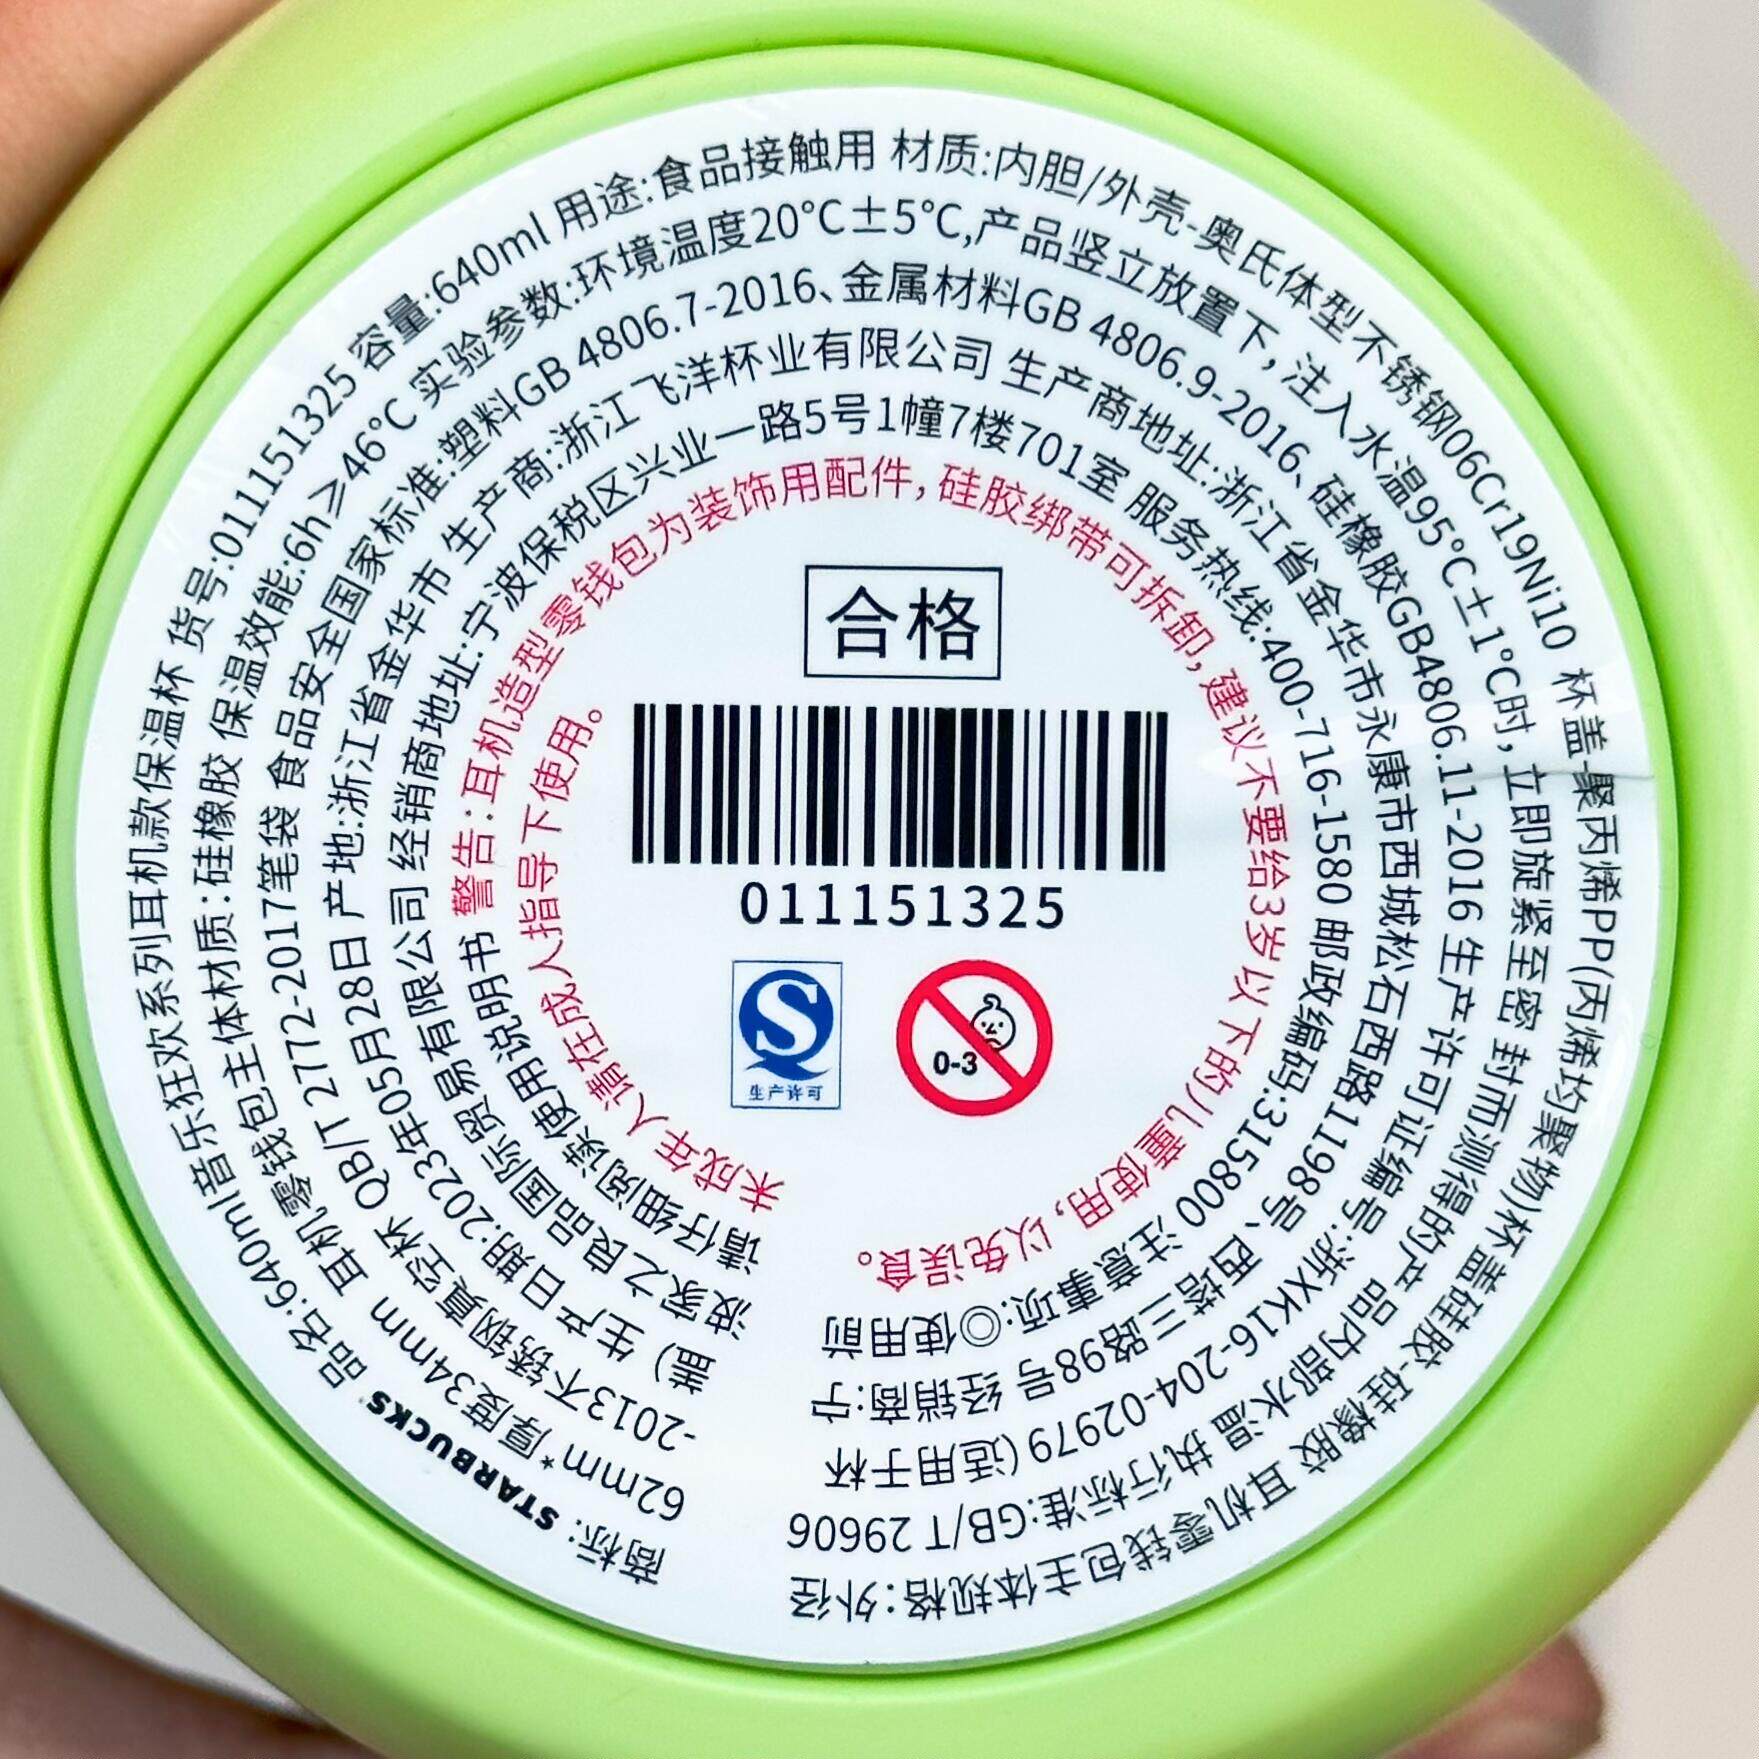 商标: STARBUCKS 品名:640ml音乐狂欢系列耳机款保温杯 货号:011151325 容量:640ml 用途:食品接触用 材质:内胆/外壳-奥氏体型不锈钢06Cr19Ni10 杯盖-聚丙烯PP(丙烯均聚物)杯盖硅胶-硅橡胶 耳机零钱包主体规格:外径
62mm*厚度34mm 耳机零钱包主体材质:硅橡胶 保温效能:6h≥46℃ 实验参数:环境温度20℃±5℃,产品竖立放置下,注入水温95℃±1℃时,立即旋紧至密封而测得的产品内部水温 执行标准:GB/T 29606
-2013不锈钢真空杯 QB/T 2772-2017笔袋 食品安全国家标准:塑料GB 4806.7-2016、金属材料GB 4806.9-2016、硅橡胶GB4806.11-2016 生产许可证编号:浙XK16-204-02979 (适用于杯
盖) 生产日期:2023年05月28日 产地:浙江省金华市 生产商:浙江飞洋杯业有限公司 生产商地址:浙江省金华市永康市西城松石西路1198号、西塔三路98号 经销商:宁
波家之良品国际贸易有限公司 经销商地址:宁波保税区兴业一路5号1幢7楼701室 服务热线:400-716-1580 邮政编码:315800 注意事项:◎使用前
请仔细阅读使用说明书 警告:耳机造型零钱包为装饰用配件,硅胶绑带可拆卸,建议不要给3岁以下的儿童使用,以免误食。
未成年人请在成人指导下使用。
合格
011151325
生产许可
0-3